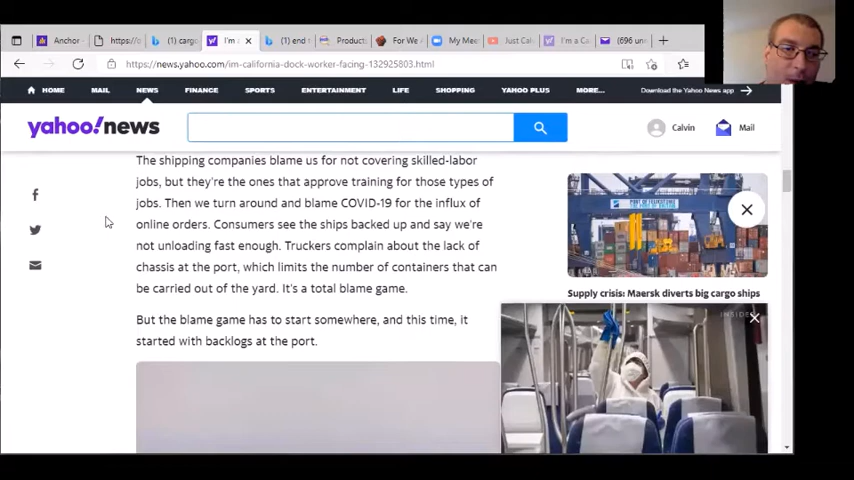 Anchor -
https://o
(1) cargo
I'm
(1) end
Product:
For We
My Mee
Just Cal
I'm a Ca
(696 un
https://news.yahoo.com/im-california-dock-worker-facing-132925803.html
HOME MAIL NEWS FINANCE SPORTS ENTERTAINMENT LIFE SHOPPING YAHOO PLUS MORE... Download the Yahoo News app
yahoo!news
Calvin
Mail
The shipping companies blame us for not covering skilled-labor
jobs, but they're the ones that approve training for those types of
jobs. Then we turn around and blame COVID-19 for the influx of
online orders. Consumers see the ships backed up and say we're
not unloading fast enough. Truckers complain about the lack of
chassis at the port, which limits the number of containers that can
be carried out of the yard. It's a total blame game.
But the blame game has to start somewhere, and this time, it
started with backlogs at the port.
PORT OF FELIXSTOWE
Supply crisis: Maersk diverts big cargo ships
INSIDE